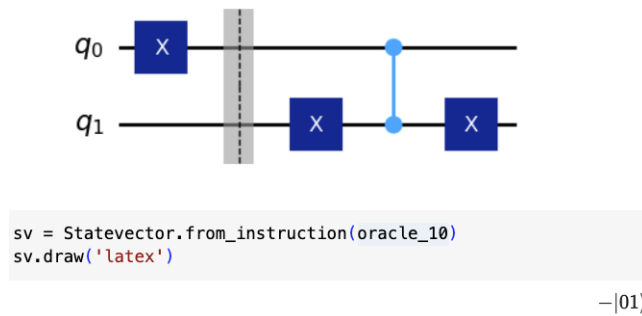 q0 X
q1 X X
sv = Statevector.from_instruction(oracle_10)
sv.draw('latex')
−|01⟩